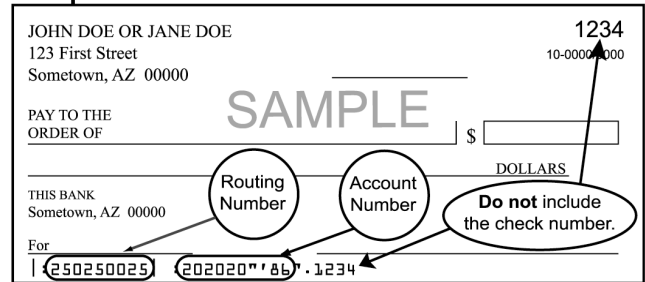 JOHN DOE OR JANE DOE
1234
123 First Street
10-0000/0000
Sometown, AZ 00000
SAMPLE
PAY TO THE
ORDER OF
$
DOLLARS
THIS BANK
Sometown, AZ 00000
Routing
Number
Account
Number
Do not include
the check number.
For
|:250250025| :202020"'86".1234